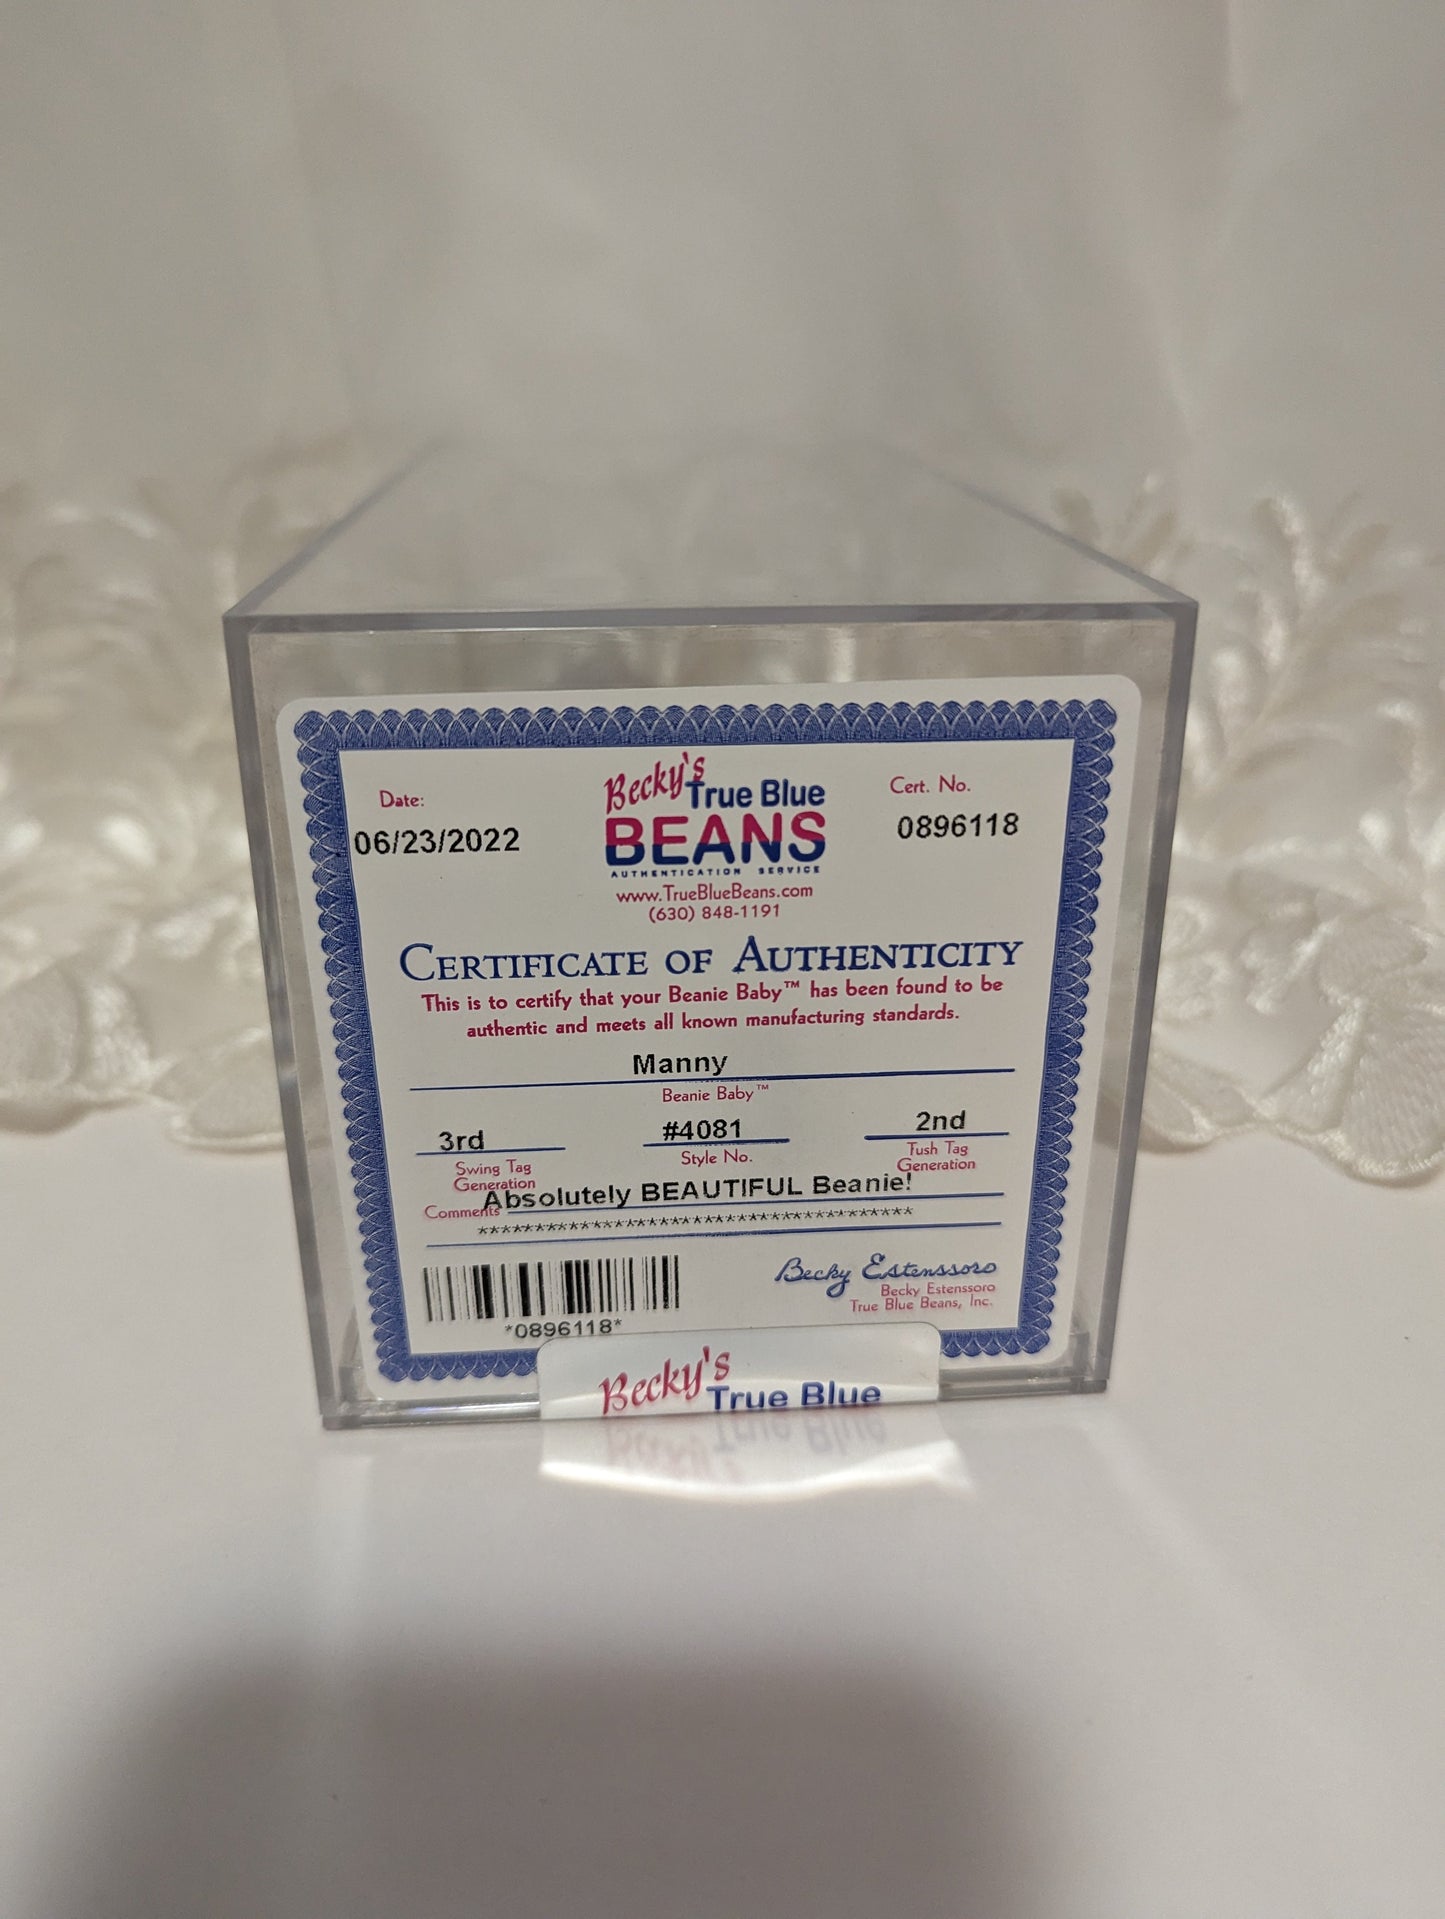 Date:
06/23/2022
Becky's
True Blue
BEANS
AUTHENTICATION SERVICE
www.TrueBlueBeans.com
(630) 848-1191
Cert. No.
0896118
CERTIFICATE OF AUTHENTICITY
This is to certify that your Beanie Baby™ has been found to be
authentic and meets all known manufacturing standards.
Manny
Beanie Baby™
3rd
Swing Tag
Generation
#4081
Style No.
2nd
Tush Tag
Generation
Comments Absolutely BEAUTIFUL Beanie!
**************************************
*0896118*
Becky Estenssoro
Becky Estenssoro
True Blue Beans, Inc.
Becky's
True Blue